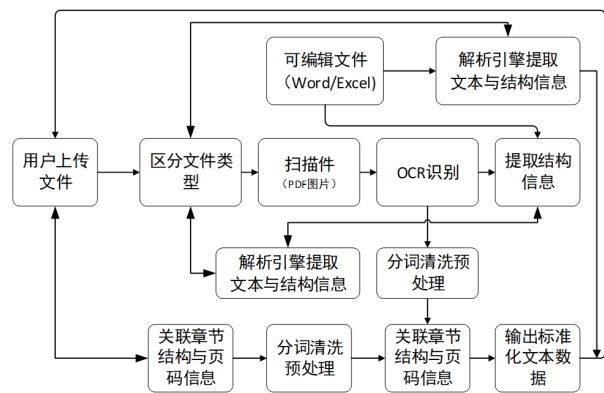 可编辑文件
（Word/Excel)
解析引擎提取
文本与结构信息
用户上传
文件
区分文件类
型
扫描件
（PDF图片）
OCR识别
提取结构
信息
解析引擎提取
文本与结构信息
分词清洗预
处理
关联章节
结构与页
码信息
分词清洗
预处理
关联章节
结构与页
码信息
输出标准
化文本数
据